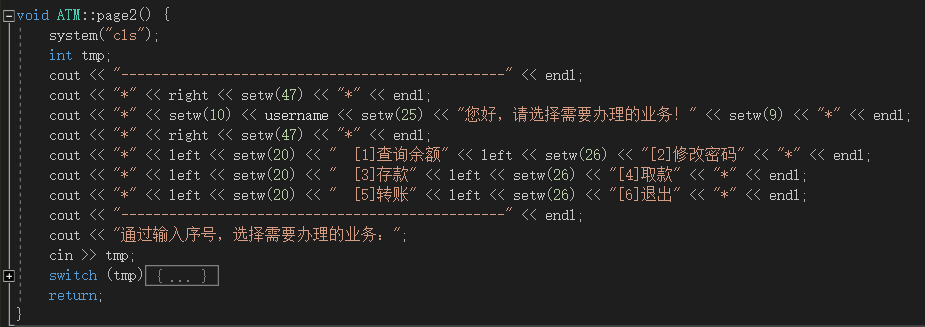 void ATM::page2() {
system("cls");
int tmp;
cout << "------------------------------------------------" << endl;
cout << "*" << right << setw(47) << "*" << endl;
cout << "*" << setw(10) << username << setw(25) << "您好，请选择需要办理的业务！" << setw(9) << "*" << endl;
cout << "*" << right << setw(47) << "*" << endl;
cout << "*" << left << setw(20) << "  [1]查询余额" << left << setw(26) << "[2]修改密码" << "*" << endl;
cout << "*" << left << setw(20) << "  [3]存款" << left << setw(26) << "[4]取款" << "*" << endl;
cout << "*" << left << setw(20) << "  [5]转账" << left << setw(26) << "[6]退出" << "*" << endl;
cout << "------------------------------------------------" << endl;
cout << "通过输入序号，选择需要办理的业务：";
cin >> tmp;
switch (tmp) { ... }
return;
}